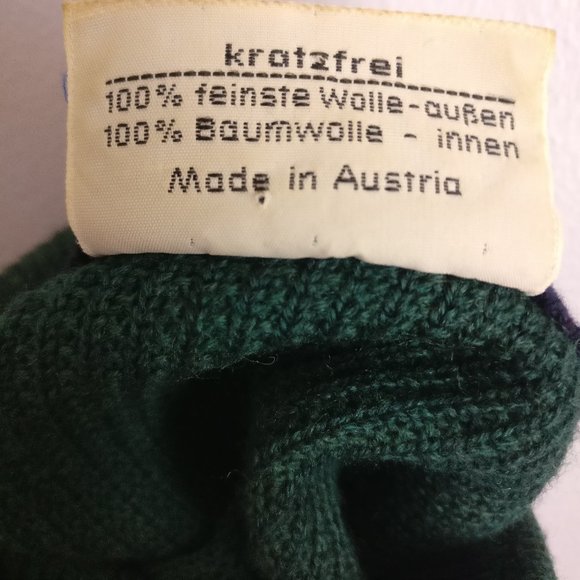 kratzfrei
100% feinste Wolle-außen
100% Baumwolle - innen
Made in Austria